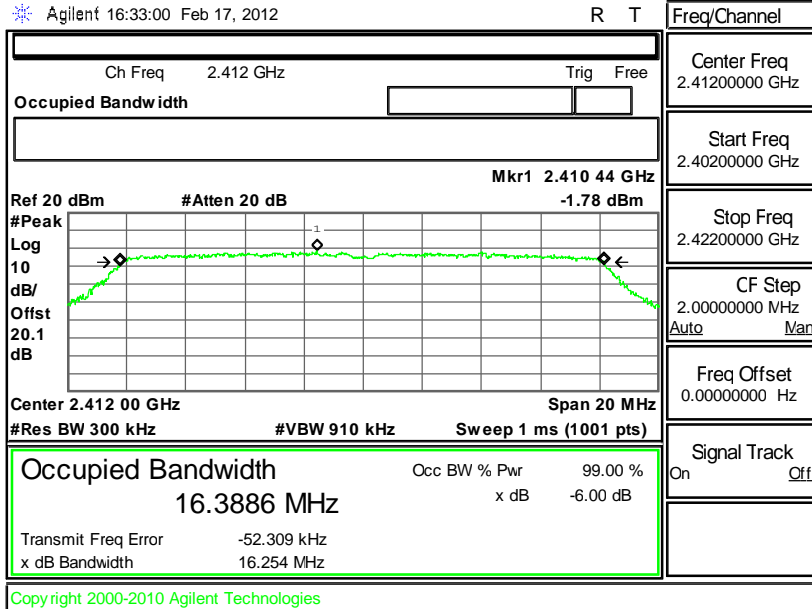 Agilent 16:33:00 Feb 17, 2012 R T
Freq/Channel
Ch Freq 2.412 GHz Trig Free
Occupied Bandwidth
Center Freq
2.41200000 GHz
Start Freq
2.40200000 GHz
Stop Freq
2.42200000 GHz
CF Step
2.00000000 MHz
Auto Man
Freq Offset
0.00000000 Hz
Signal Track
On Off
Mkr1 2.410 44 GHz
Ref 20 dBm #Atten 20 dB -1.78 dBm
#Peak
Log
10
dB/
Offst
20.1
dB
1
Center 2.412 00 GHz Span 20 MHz
#Res BW 300 kHz #VBW 910 kHz Sweep 1 ms (1001 pts)
Occupied Bandwidth
16.3886 MHz
Occ BW % Pwr 99.00 %
x dB -6.00 dB
Transmit Freq Error -52.309 kHz
x dB Bandwidth 16.254 MHz
Copyright 2000-2010 Agilent Technologies